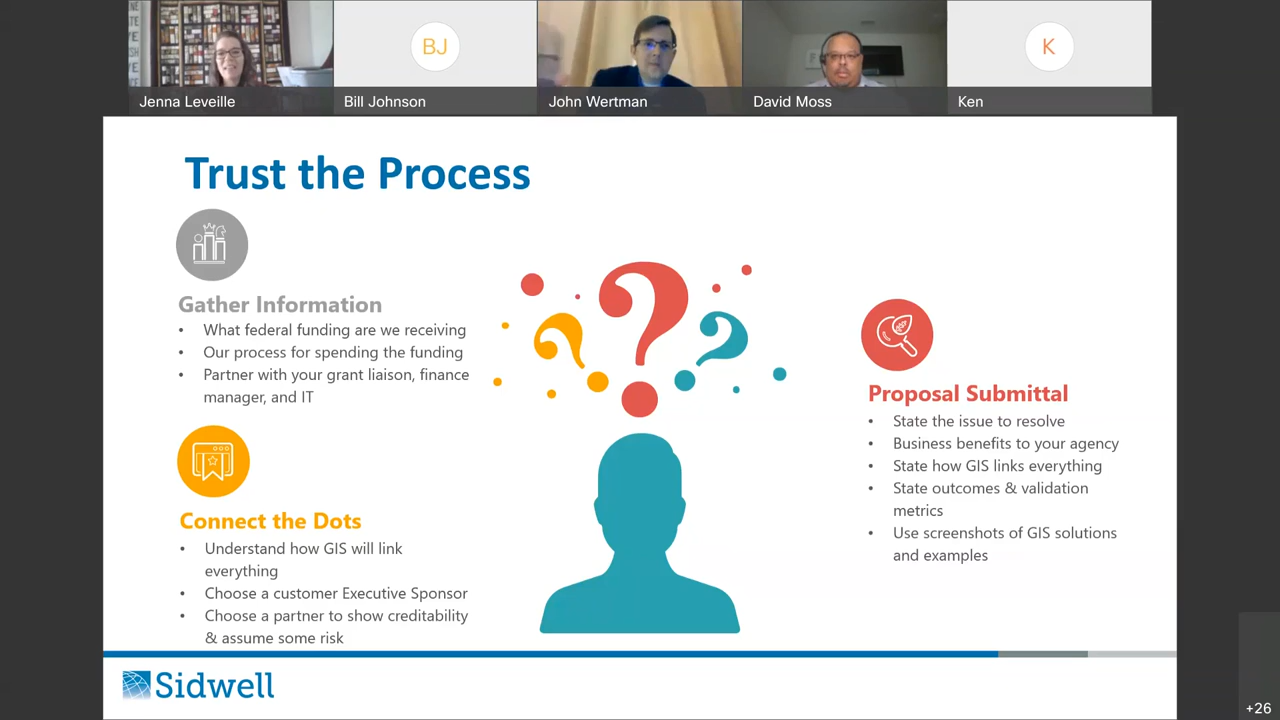 BJ
K
Jenna Leveille
Bill Johnson
John Wertman
David Moss
Ken
Trust the Process
Gather Information
• What federal funding are we receiving
• Our process for spending the funding
• Partner with your grant liaison, finance
manager, and IT
Connect the Dots
• Understand how GIS will link
everything
• Choose a customer Executive Sponsor
• Choose a partner to show creditability
& assume some risk
Proposal Submittal
• State the issue to resolve
• Business benefits to your agency
• State how GIS links everything
• State outcomes & validation
metrics
• Use screenshots of GIS solutions
and examples
Sidwell
+26